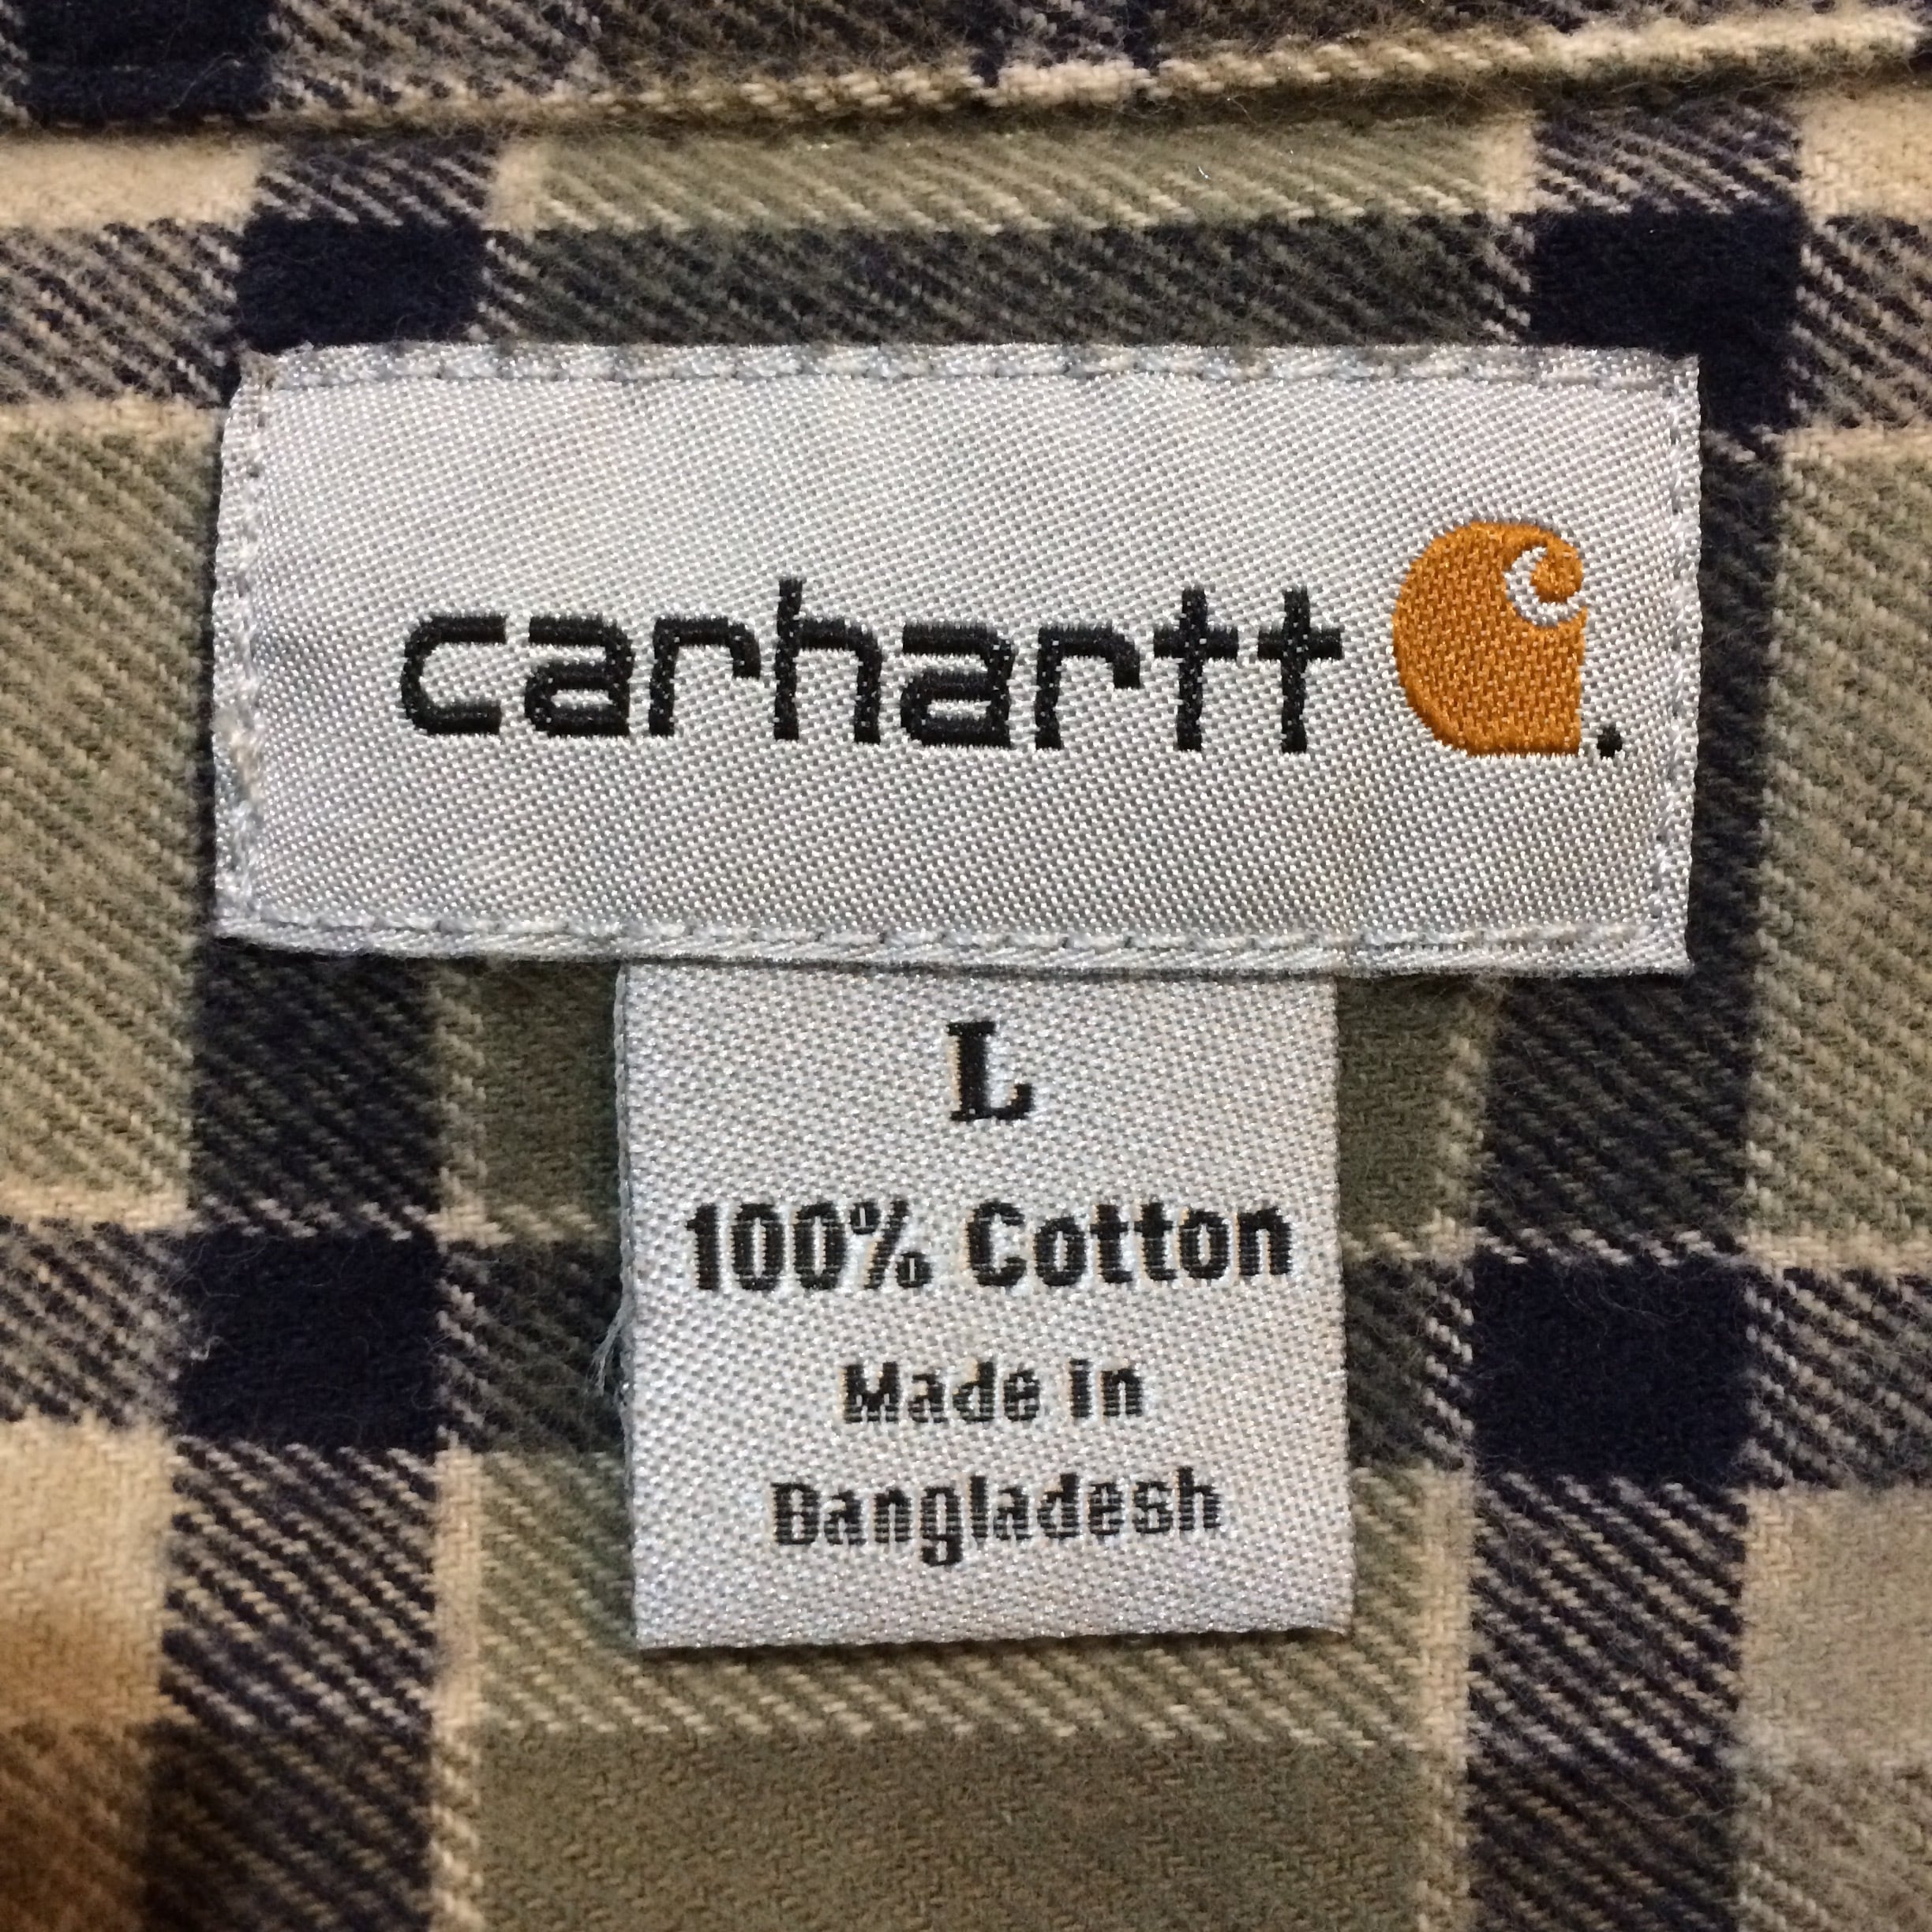 carhartt
L
100% Cotton
Made in
Bangladesh